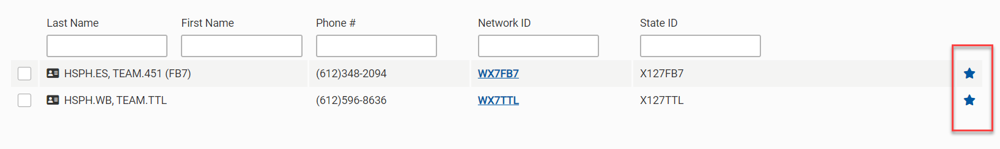 Last Name First Name Phone # Network ID State ID
HSPH.ES, TEAM.451 (FB7) (612)348-2094 WX7FB7 X127FB7
HSPH.WB, TEAM.TTL (612)596-8636 WX7TTL X127TTL